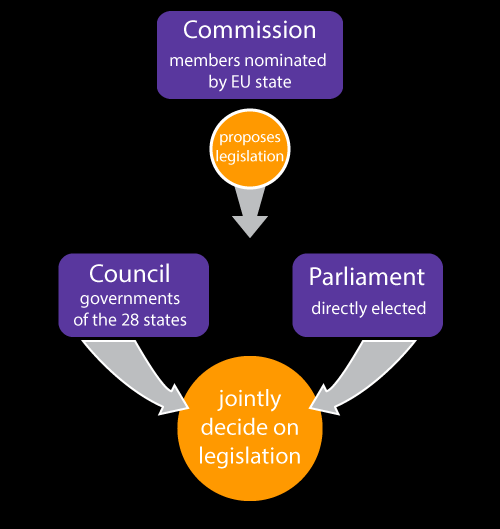 Commission
members nominated
by EU state
proposes
legislation
Council
governments
of the 28 states
Parliament
directly elected
jointly
decide on
legislation